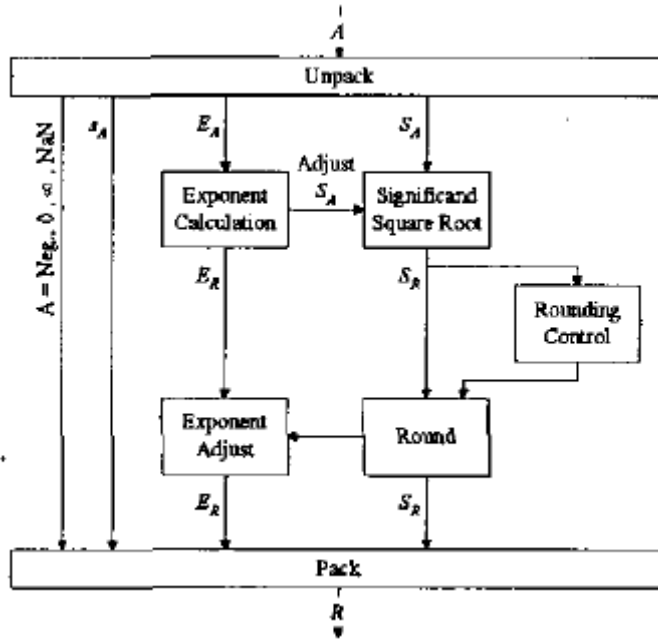 A
Unpack
A = Neg., 0, ∞, NaN
s_A
E_A
S_A
Adjust
S_A
Exponent
Calculation
Significand
Square Root
E_R
S_R
Rounding
Control
Exponent
Adjust
Round
E_R
S_R
Pack
R